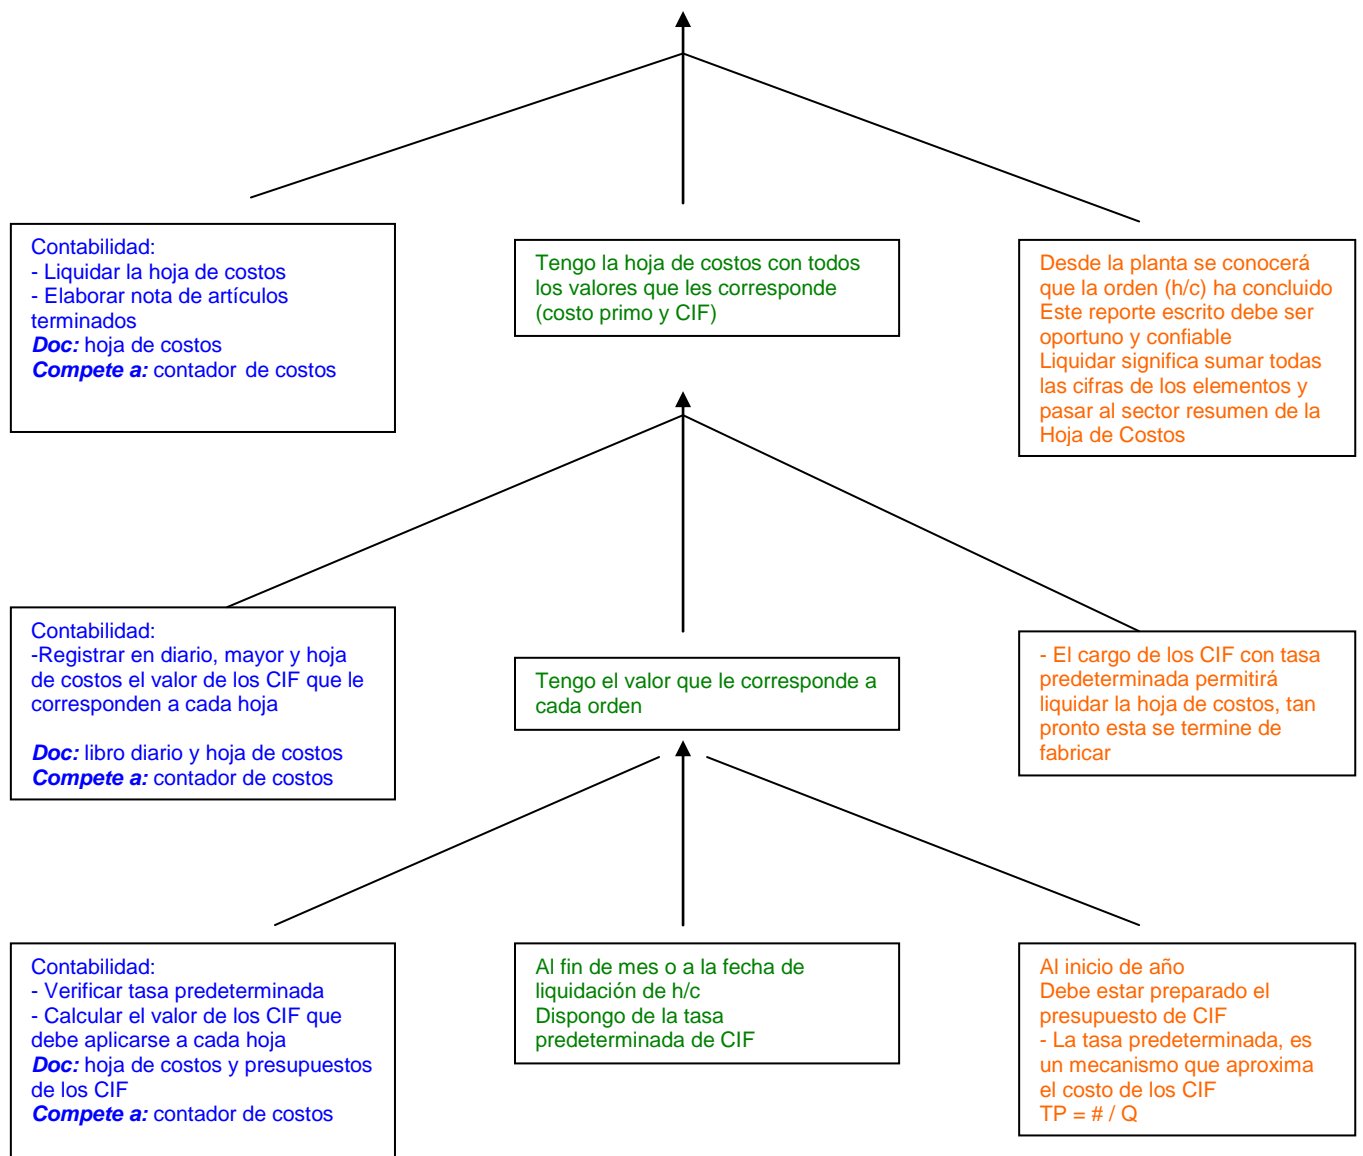 Contabilidad:
- Liquidar la hoja de costos
- Elaborar nota de artículos
terminados
Doc: hoja de costos
Compete a: contador de costos
Tengo la hoja de costos con todos
los valores que les corresponde
(costo primo y CIF)
Desde la planta se conocerá
que la orden (h/c) ha concluido
Este reporte escrito debe ser
oportuno y confiable
Liquidar significa sumar todas
las cifras de los elementos y
pasar al sector resumen de la
Hoja de Costos
Contabilidad:
-Registrar en diario, mayor y hoja
de costos el valor de los CIF que le
corresponden a cada hoja
Doc: libro diario y hoja de costos
Compete a: contador de costos
Tengo el valor que le corresponde a
cada orden
- El cargo de los CIF con tasa
predeterminada permitirá
liquidar la hoja de costos, tan
pronto esta se termine de
fabricar
Contabilidad:
- Verificar tasa predeterminada
- Calcular el valor de los CIF que
debe aplicarse a cada hoja
Doc: hoja de costos y presupuestos
de los CIF
Compete a: contador de costos
Al fin de mes o a la fecha de
liquidación de h/c
Dispongo de la tasa
predeterminada de CIF
Al inicio de año
Debe estar preparado el
presupuesto de CIF
- La tasa predeterminada, es
un mecanismo que aproxima
el costo de los CIF
TP = # / Q